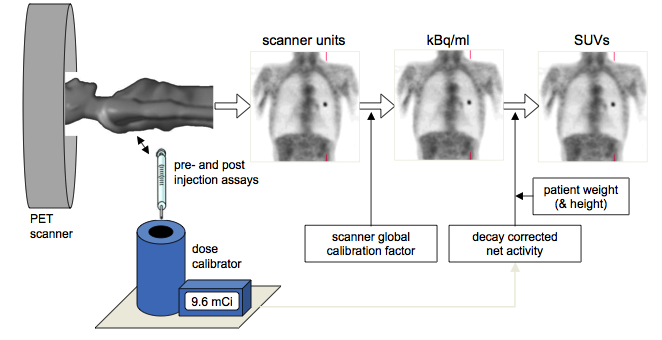 scanner units
kBq/ml
SUVs
pre- and post
injection assays
PET
scanner
dose
calibrator
9.6 mCi
scanner global
calibration factor
decay corrected
net activity
patient weight
(& height)